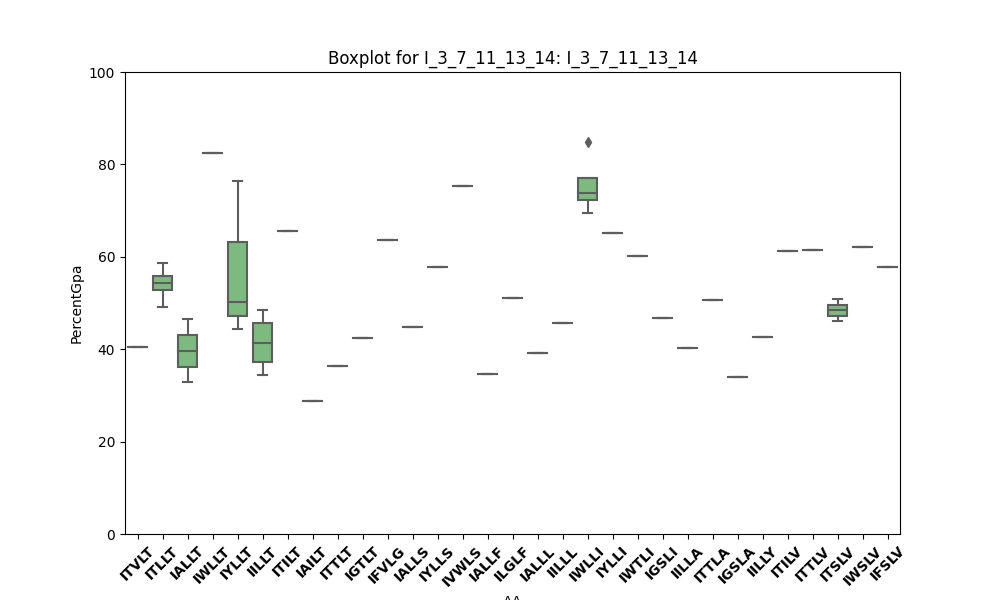 Boxplot for I_3_7_11_13_14: I_3_7_11_13_14
100
80
60
40
20
0
PercentGpa
ITVLT
ITLLT
IALLT
IWLLT
IYLLT
IILLT
ITILT
IAILT
ITTLT
IGTLT
IFVLG
IALLS
IYLLS
IVWLS
IALLF
ILGLF
IALLL
IILLL
IWLLI
IYLLI
IWTLI
IGSLI
IILLA
ITTLA
IGSLA
IILLY
ITILV
ITTLV
ITSLV
IWSLV
IFSLV
AA